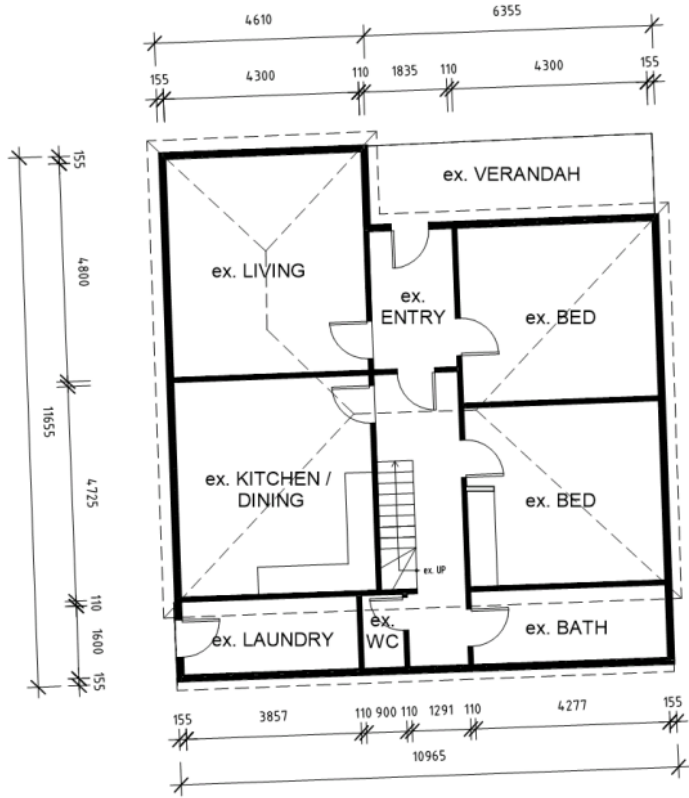 4610 6355
155 4300 110 1835 110 4300 155
ex. VERANDAH
155
4800
11655
4725
110
1600
155
ex. LIVING
ex.
ENTRY
ex. BED
ex. KITCHEN /
DINING
ex. BED
ex. UP
ex. LAUNDRY
ex.
WC
ex. BATH
155 3857 110 900 110 1291 110 4277 155
10965